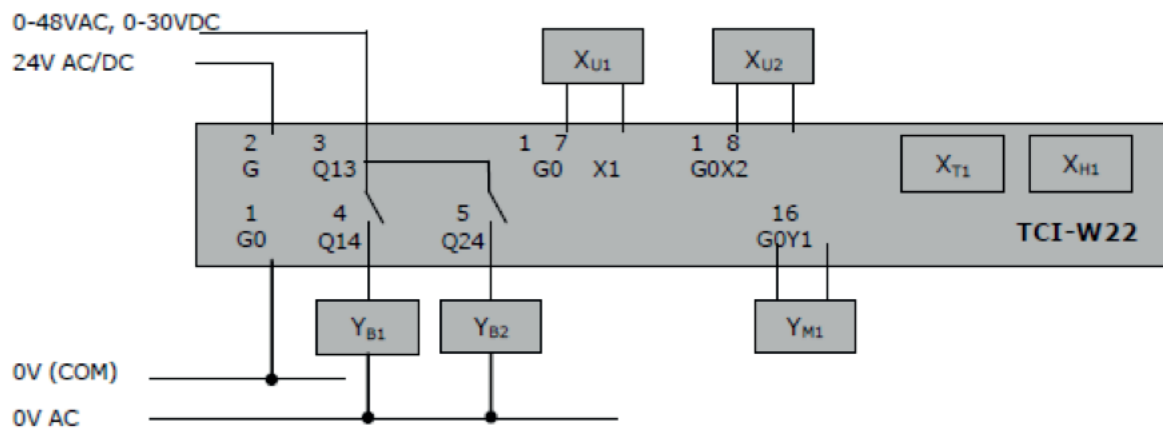 0-48VAC, 0-30VDC
24V AC/DC
XU1
XU2
2 3 1 7 1 8
G Q13 G0 X1 G0X2
XT1 XH1
1 4 5 16
G0 Q14 Q24 G0Y1
TCI-W22
YB1 YB2 YM1
0V (COM)
0V AC